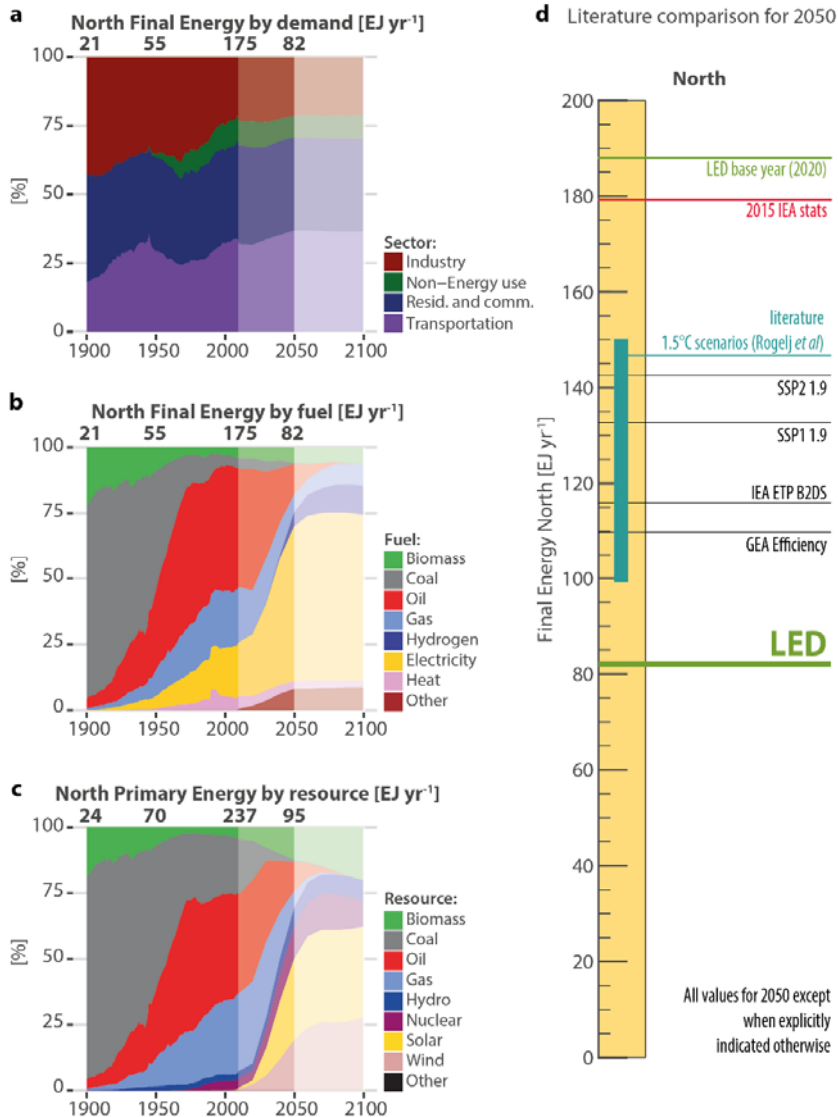 a North Final Energy by demand [EJ yr⁻¹]
21 55 175 82
100
75
50
25
0
[%]
1900 1950 2000 2050 2100
Sector:
Industry
Non−Energy use
Resid. and comm.
Transportation
b North Final Energy by fuel [EJ yr⁻¹]
21 55 175 82
100
75
50
25
0
[%]
1900 1950 2000 2050 2100
Fuel:
Biomass
Coal
Oil
Gas
Hydrogen
Electricity
Heat
Other
c North Primary Energy by resource [EJ yr⁻¹]
24 70 237 95
100
75
50
25
0
[%]
1900 1950 2000 2050 2100
Resource:
Biomass
Coal
Oil
Gas
Hydro
Nuclear
Solar
Wind
Other
d Literature comparison for 2050
North
Final Energy North [EJ yr⁻¹]
200
180
160
140
120
100
80
60
40
20
0
LED base year (2020)
2015 IEA stats
literature
1.5°C scenarios (Rogelj et al)
SSP2 1.9
SSP1 1.9
IEA ETP B2DS
GEA Efficiency
LED
All values for 2050 except
when explicitly
indicated otherwise